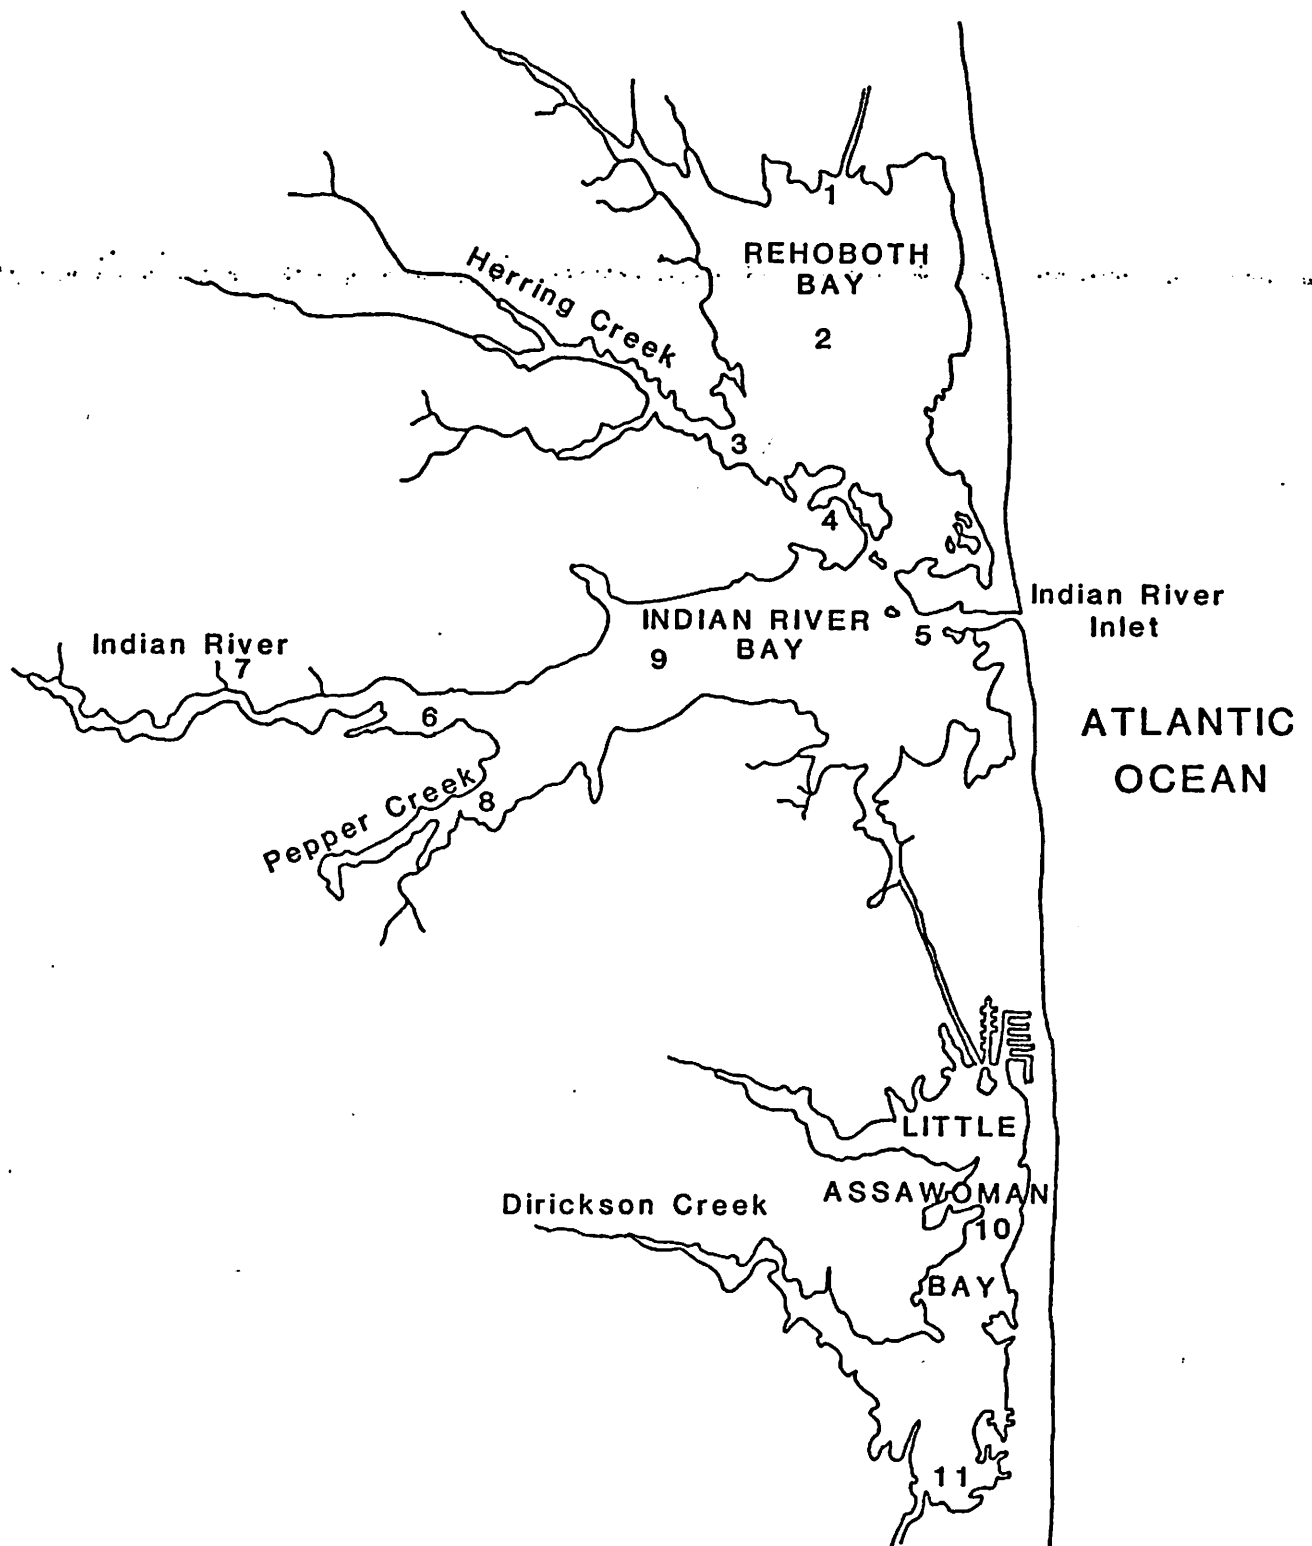 1
REHOBOTH
BAY
Herring Creek
2
3
4
Indian River
Inlet
INDIAN RIVER
BAY
5
9
Indian River
7
6
ATLANTIC
OCEAN
Pepper Creek
8
LITTLE
ASSAWOMAN
Dirickson Creek
10
BAY
11